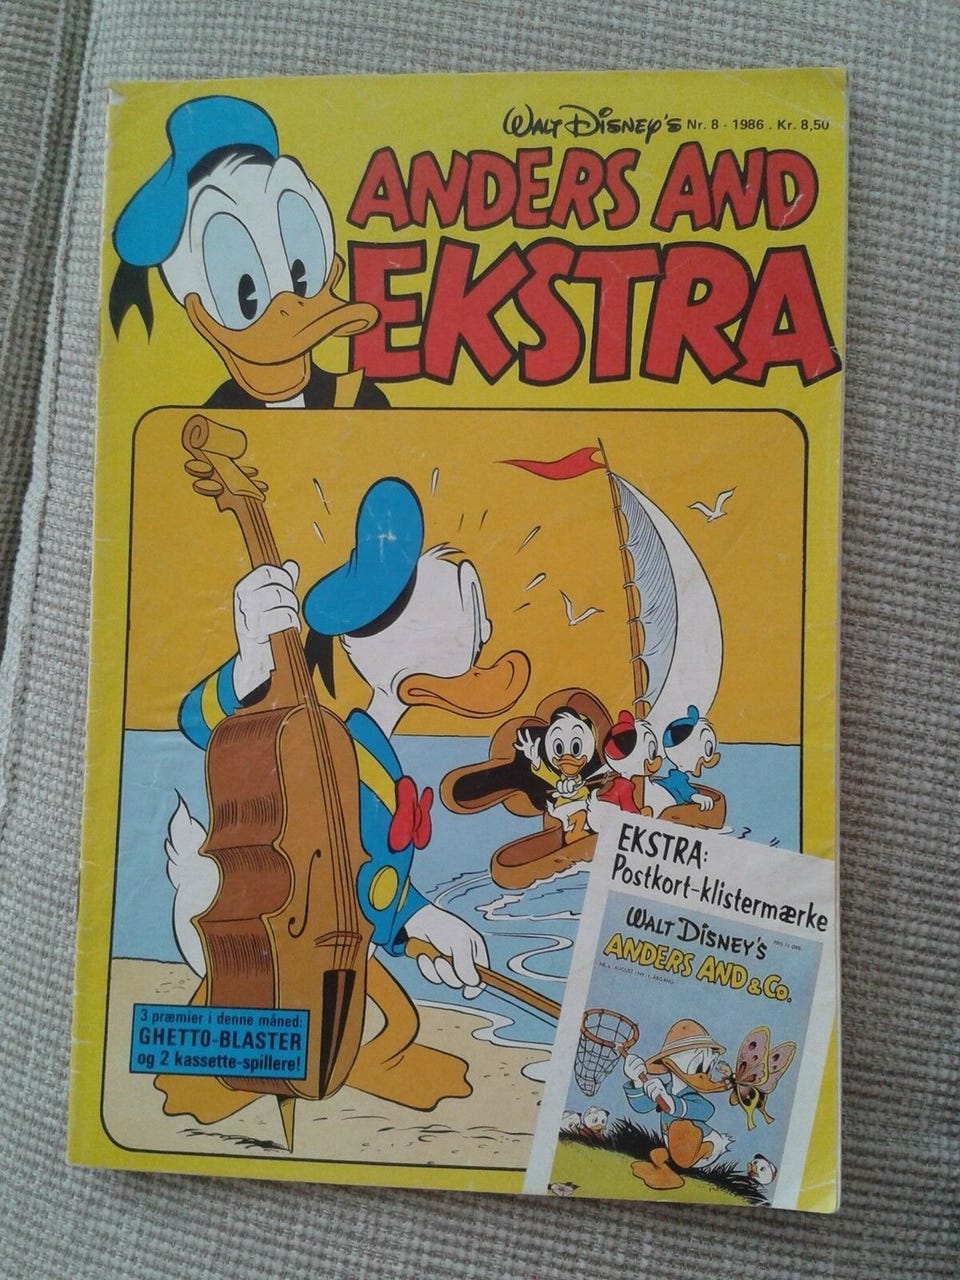 WALT DISNEY'S Nr. 8 - 1986. Kr. 8,50
ANDERS AND
EKSTRA
EKSTRA:
Postkort-klistermærke
WALT DISNEY'S
ANDERS AND & Co.
3 præmier i denne måned:
GHETTO-BLASTER
og 2 kassette-spillere!